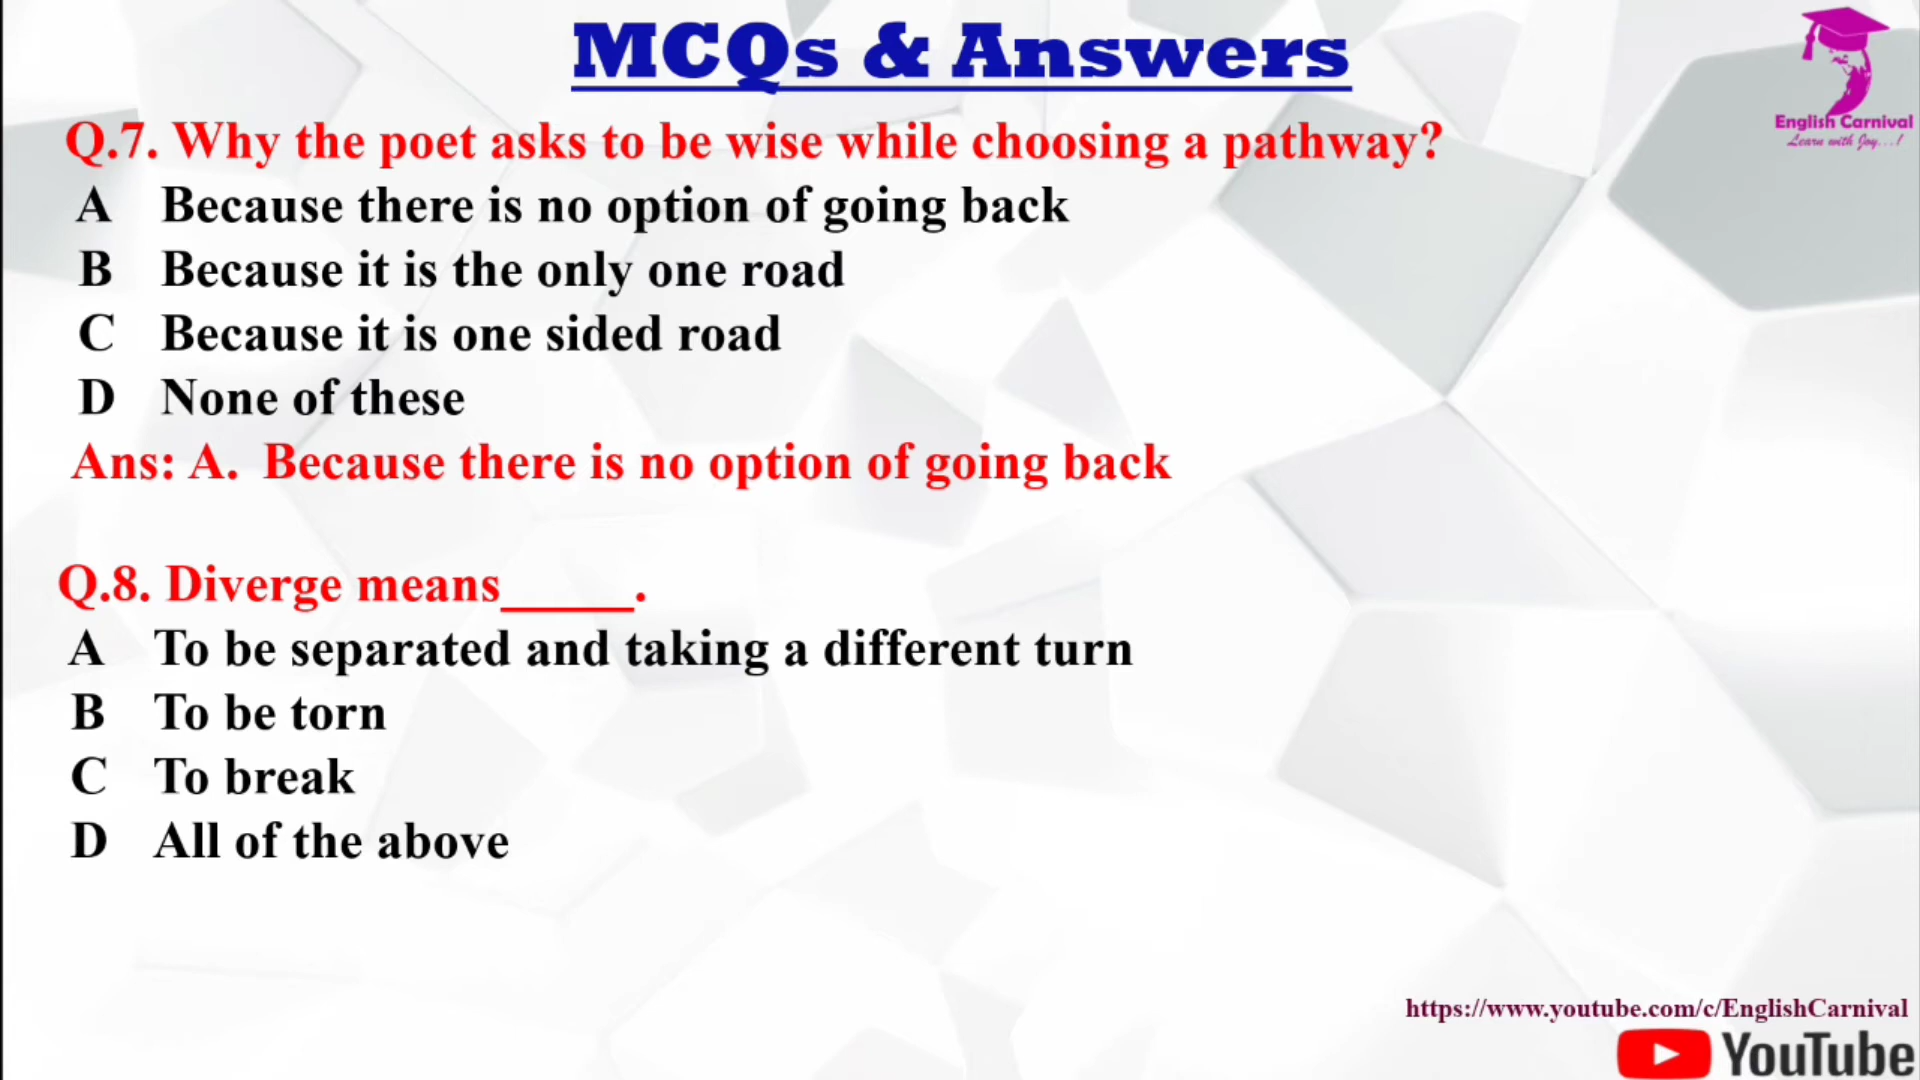 MCQs & Answers
English Carnival
Learn with Joy...!
Q.7. Why the poet asks to be wise while choosing a pathway?
A Because there is no option of going back
B Because it is the only one road
C Because it is one sided road
D None of these
Ans: A. Because there is no option of going back
Q.8. Diverge means_____.
A To be separated and taking a different turn
B To be torn
C To break
D All of the above
https://www.youtube.com/c/EnglishCarnival
YouTube